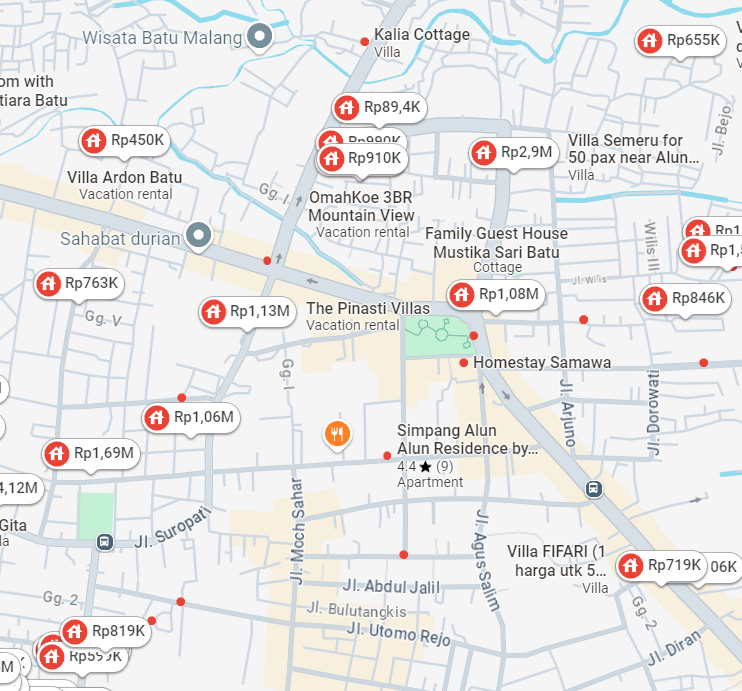 Wisata Batu Malang
Kalia Cottage
Villa
Rp655K
om with
tiara Batu
Rp89,4K
Jl. Bejo
Rp450K
Rp990K
Rp910K
Rp2,9M
Villa Semeru for
50 pax near Alun...
Villa
Villa Ardon Batu
Vacation rental
Gg. I
OmahKoe 3BR
Mountain View
Vacation rental
Sahabat durian
Family Guest House
Mustika Sari Batu
Cottage
Wilis III
Rp1
Rp1,5
Rp763K
Jl. Wilis
Rp1,08M
Rp846K
Gg. V
Rp1,13M
The Pinasti Villas
Vacation rental
Gg. I
Homestay Samawa
Jl. Arjuno
Jl. Dorowati
Rp1,06M
Simpang Alun
Alun Residence by...
4.4★ (9)
Apartment
Rp1,69M
4,12M
Gita
la
Jl. Suropati
Jl. Moch Sahar
Jl. Agus Salim
Villa FIFARI (1
harga utk 5...
Villa
Rp719K
06K
Jl. Abdul Jalil
Gg. 2
Jl. Bulutangkis
Gg. 2
Rp819K
Jl. Utomo Rejo
Rp599K
Jl. Diran
M